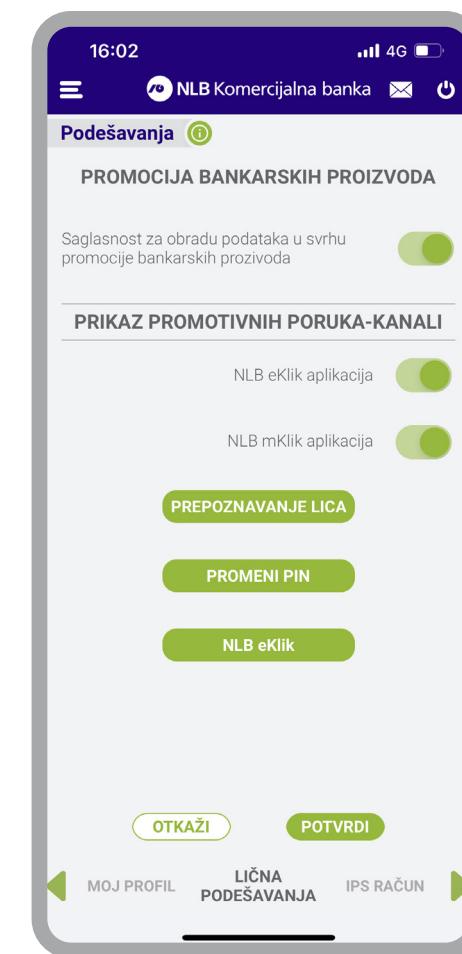 16:02
4G
NLB Komercijalna banka
Podešavanja
PROMOCIJA BANKARSKIH PROIZVODA
Saglasnost za obradu podataka u svrhu
promocije bankarskih prozivoda
PRIKAZ PROMOTIVNIH PORUKA-KANALI
NLB eKlik aplikacija
NLB mKlik aplikacija
PREPOZNAVANJE LICA
PROMENI PIN
NLB eKlik
OTKAŽI
POTVRDI
MOJ PROFIL
LIČNA
PODEŠAVANJA
IPS RAČUN